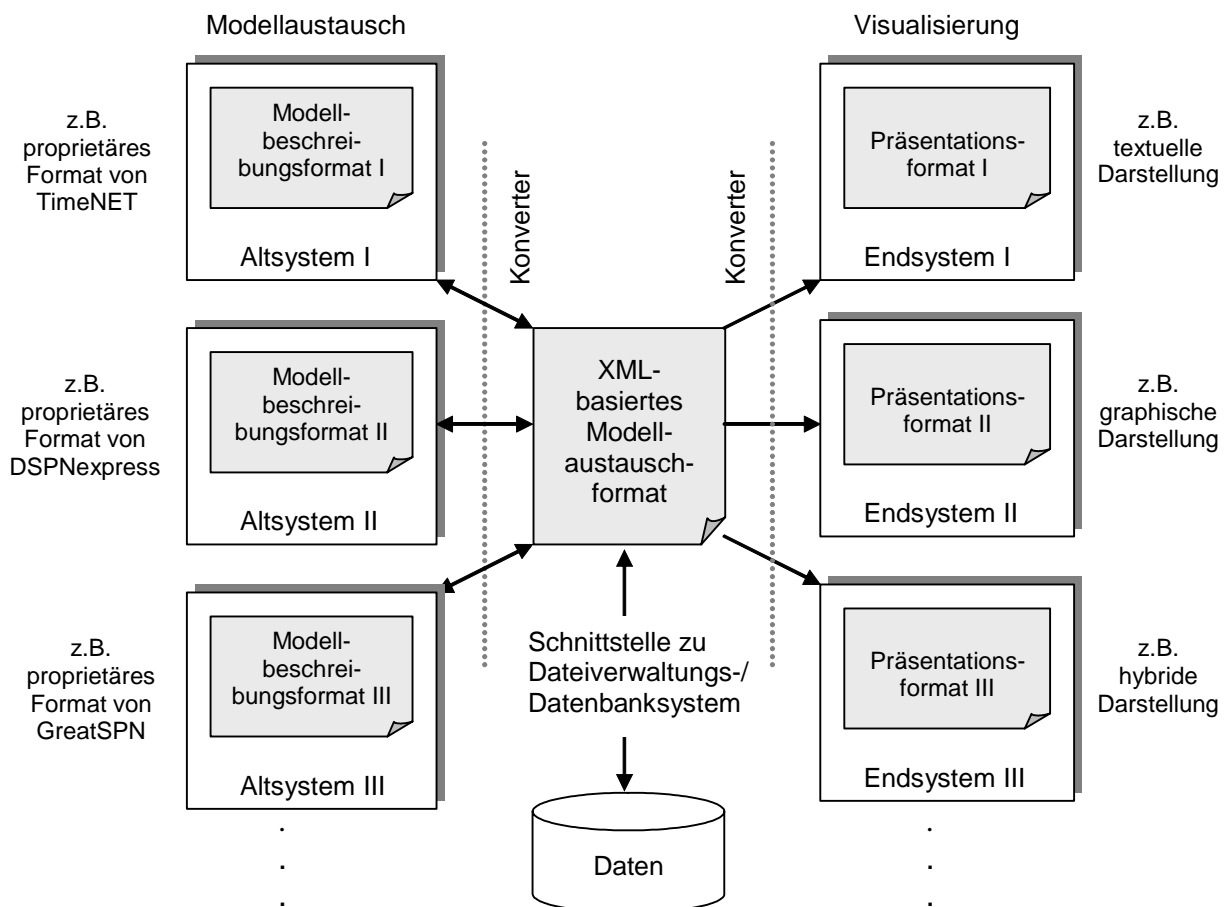 Modellaustausch
Visualisierung
z.B.
proprietäres
Format von
TimeNET
Modell-
beschrei-
bungsformat I
Altsystem I
Konverter
Konverter
Präsentations-
format I
Endsystem I
z.B.
textuelle
Darstellung
z.B.
proprietäres
Format von
DSPNexpress
Modell-
beschrei-
bungsformat II
Altsystem II
XML-
basiertes
Modell-
austausch-
format
Präsentations-
format II
Endsystem II
z.B.
graphische
Darstellung
z.B.
proprietäres
Format von
GreatSPN
Modell-
beschrei-
bungsformat III
Altsystem III
Schnittstelle zu
Dateiverwaltungs-/
Datenbanksystem
Präsentations-
format III
Endsystem III
z.B.
hybride
Darstellung
Daten